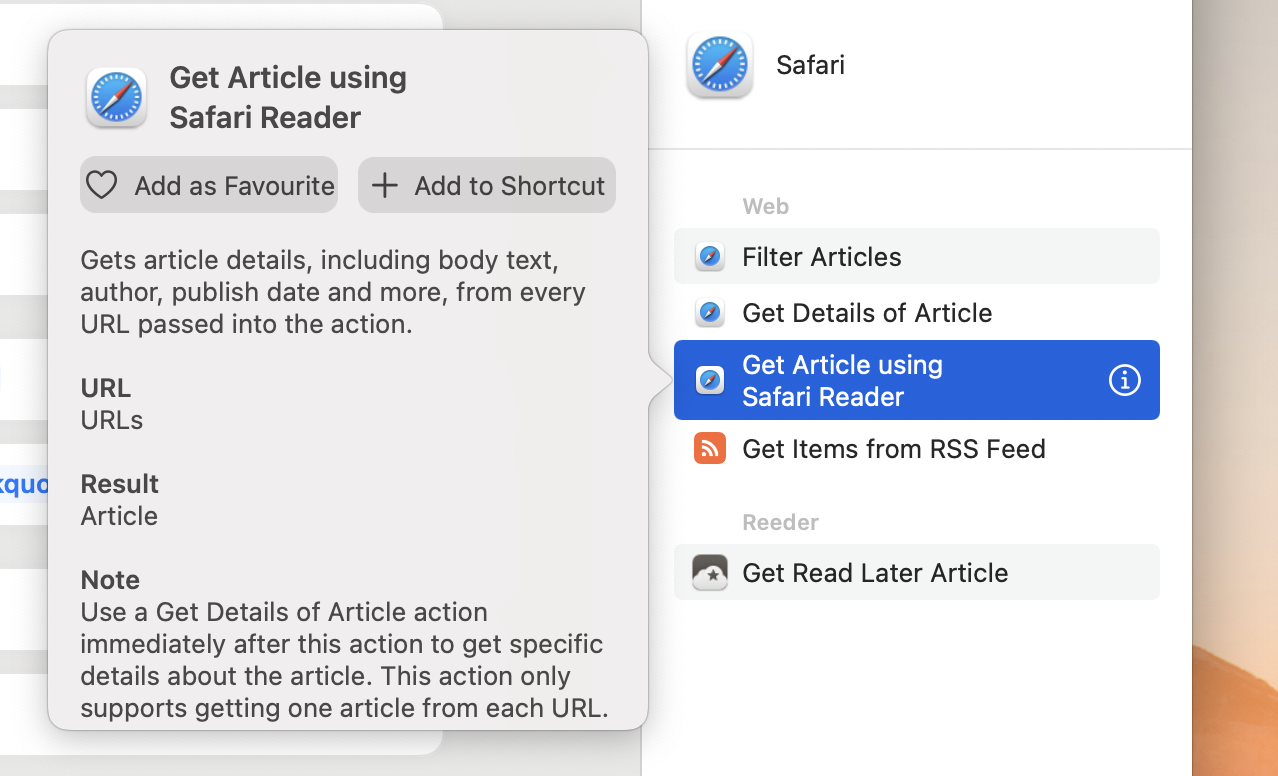 Get Article using
Safari Reader
Add as Favourite
Add to Shortcut
Gets article details, including body text,
author, publish date and more, from every
URL passed into the action.
URL
URLs
Result
Article
Note
Use a Get Details of Article action
immediately after this action to get specific
details about the article. This action only
supports getting one article from each URL.
Safari
Web
Filter Articles
Get Details of Article
Get Article using
Safari Reader
Get Items from RSS Feed
Reeder
Get Read Later Article